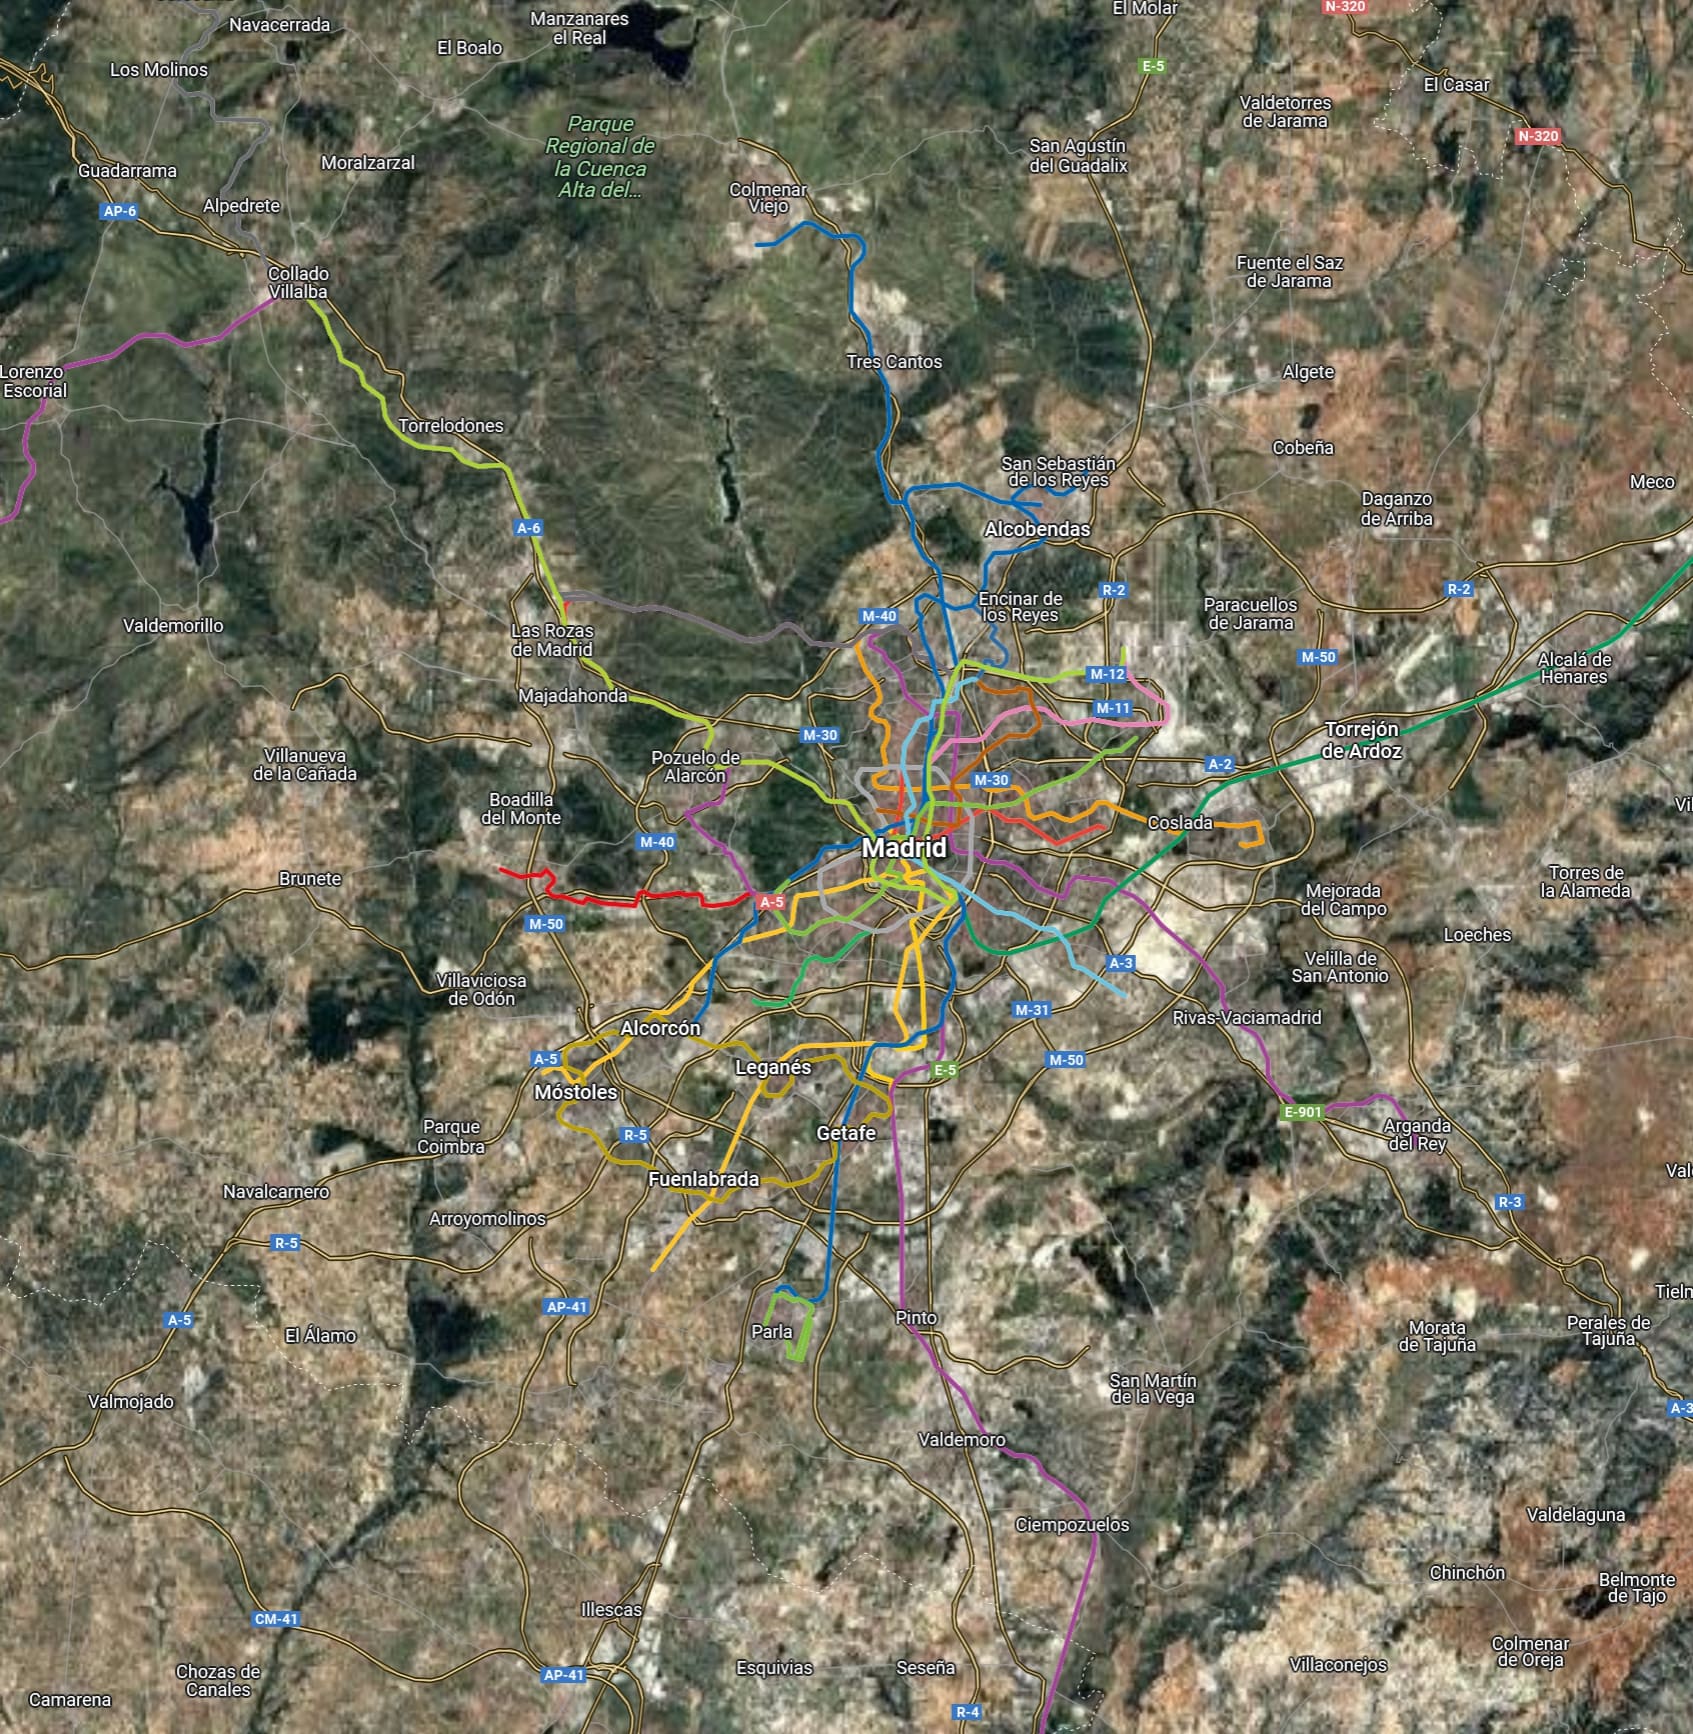 El Molar
N-320
Navacerrada
Manzanares
el Real
El Boalo
Los Molinos
E-5
El Casar
Valdetorres
de Jarama
Parque
Regional de
la Cuenca
Alta del...
N-320
San Agustín
del Guadalix
Moralzarzal
Guadarrama
Colmenar
Viejo
Alpedrete
AP-6
Fuente el Saz
de Jarama
Collado
Villalba
Tres Cantos
Lorenzo
Escorial
Algete
Torrelodones
Cobeña
San Sebastián
de los Reyes
Meco
Daganzo
de Arriba
A-6
Alcobendas
R-2
R-2
Encinar de
los Reyes
Paracuellos
de Jarama
M-40
Valdemorillo
Las Rozas
de Madrid
M-50
Alcalá de
Henares
M-12
Majadahonda
M-11
Torrejón
de Ardoz
M-30
Villanueva
de la Cañada
Pozuelo de
Alarcón
A-2
M-30
Boadilla
del Monte
Vil
Coslada
M-40
Madrid
Brunete
Torres de
la Alameda
Mejorada
del Campo
A-5
M-50
Loeches
A-3
Velilla de
San Antonio
Villaviciosa
de Odón
M-31
Rivas-Vaciamadrid
Alcorcón
A-5
M-50
Leganés
E-5
Móstoles
E-901
Parque
Coimbra
R-5
Getafe
Arganda
del Rey
Val
Fuenlabrada
Navalcarnero
R-3
Arroyomolinos
R-5
Tielm
AP-41
A-5
Pinto
Parla
El Álamo
Morata
de Tajuña
Perales de
Tajuña
San Martín
de la Vega
Valmojado
A-3
Valdemoro
Valdelaguna
Ciempozuelos
Chinchón
Belmonte
de Tajo
Illescas
CM-41
Colmenar
de Oreja
Villaconejos
Esquivias
Seseña
AP-41
Chozas de
Canales
Camarena
R-4